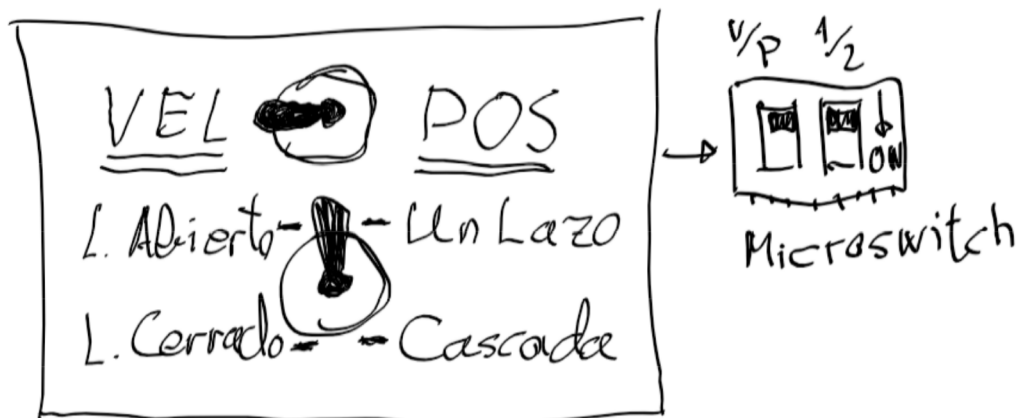 VEL POS
L. Abierto - - Un Lazo
L. Cerrado - - Cascada
V/P 1/2
ON
Microswitch